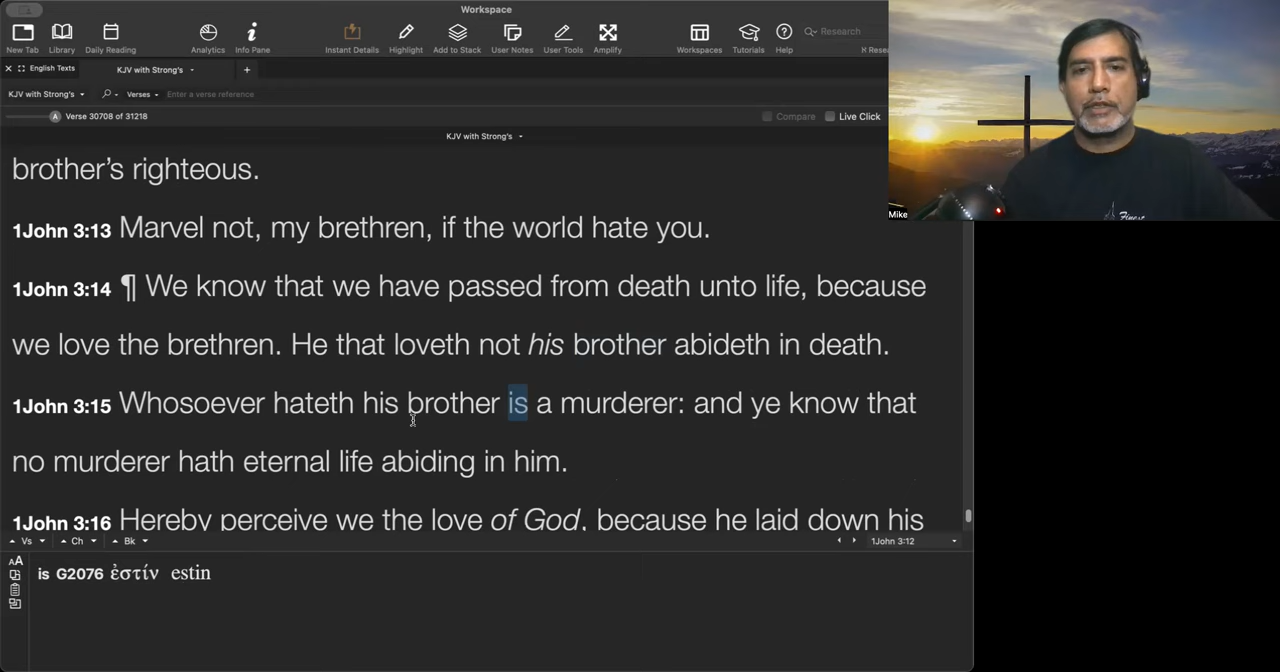 Workspace
New Tab Library Daily Reading Analytics Info Pane Instant Details Highlight Add to Stack User Notes User Tools Amplify Workspaces Tutorials Help Research
English Texts KJV with Strong's +
KJV with Strong's Verses Enter a verse reference
A Verse 30708 of 31218 Compare Live Click
KJV with Strong's
brother's righteous.
1John 3:13 Marvel not, my brethren, if the world hate you.
1John 3:14 ¶ We know that we have passed from death unto life, because
we love the brethren. He that loveth not his brother abideth in death.
1John 3:15 Whosoever hateth his brother is a murderer: and ye know that
no murderer hath eternal life abiding in him.
1John 3:16 Hereby perceive we the love of God, because he laid down his
Vs Ch Bk 1John 3:12
is G2076 ἐστίν estin
Mike